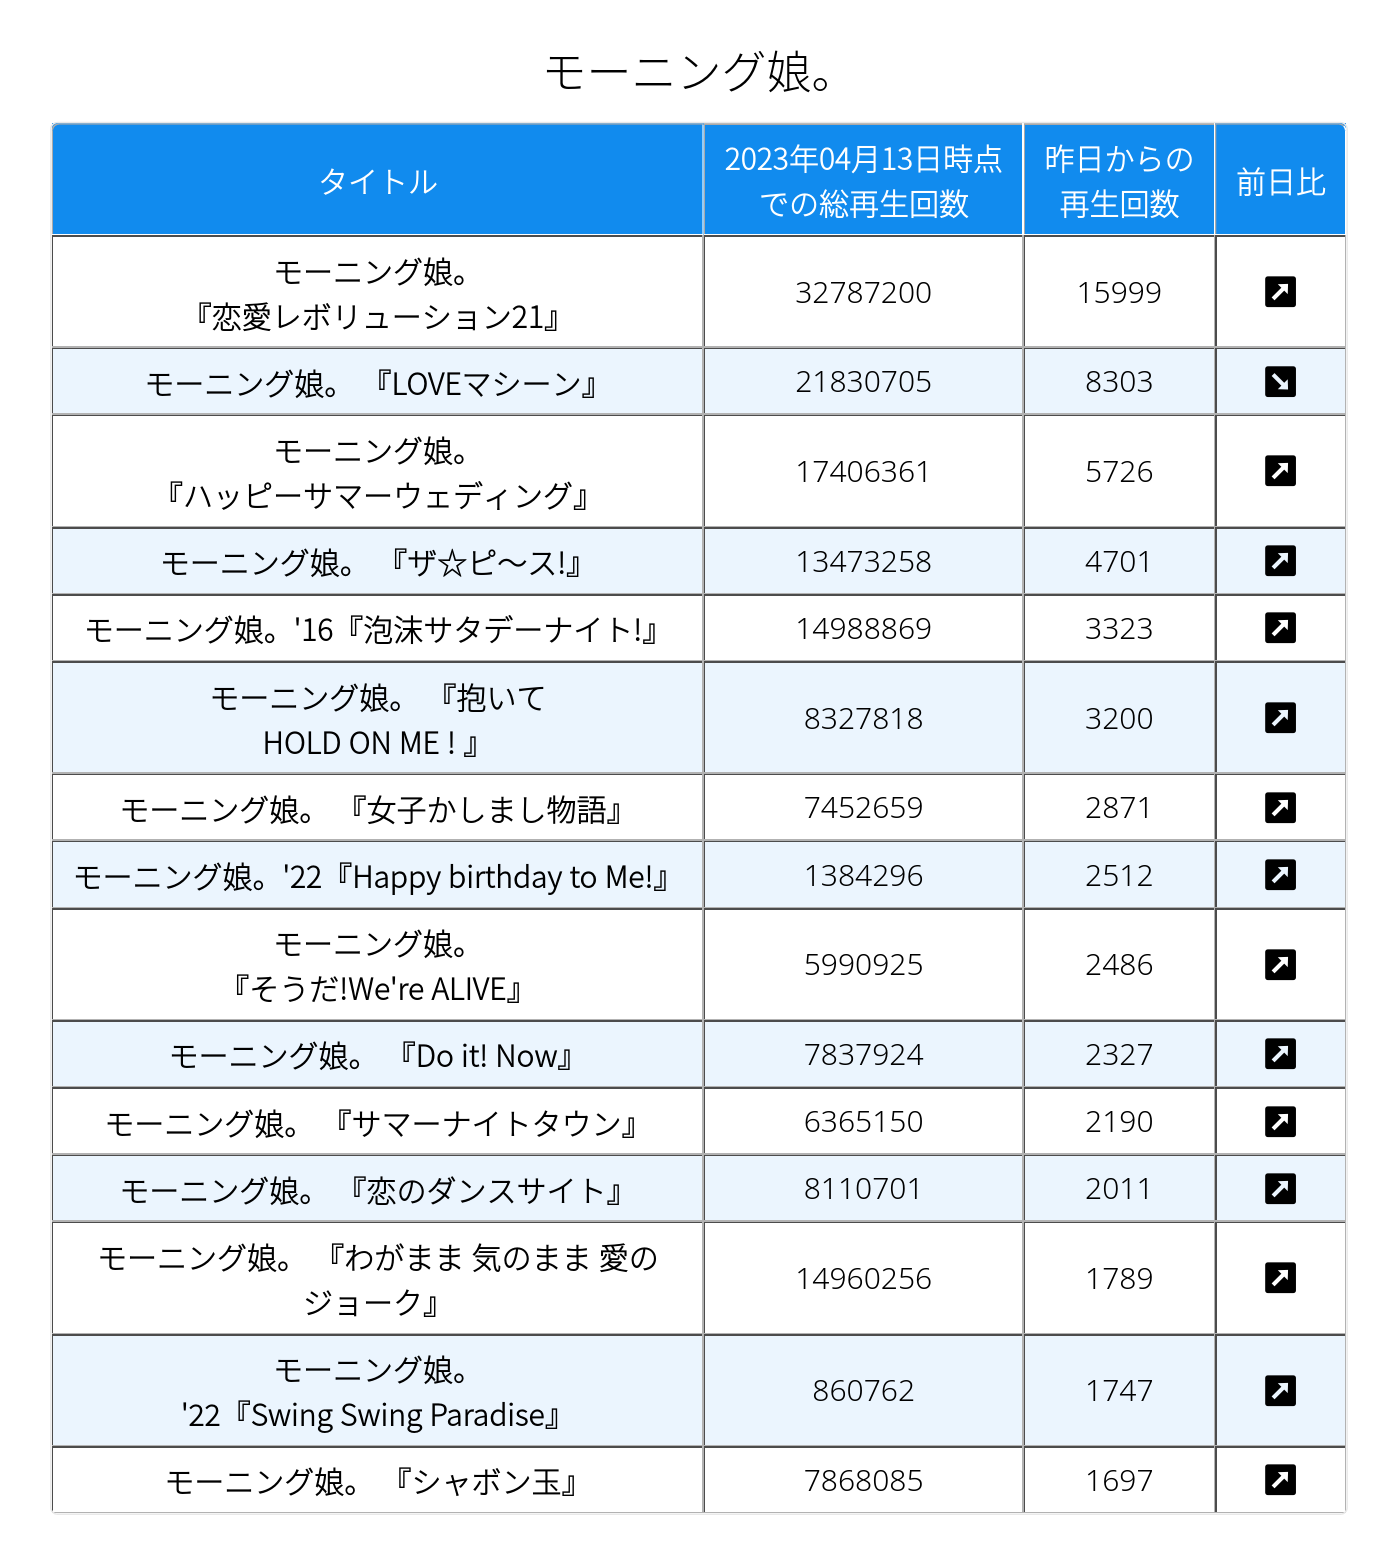 モーニング娘。
タイトル
2023年04月13日時点
での総再生回数
昨日からの
再生回数
前日比
モーニング娘。
『恋愛レボリューション21』
32787200
15999
モーニング娘。 『LOVEマシーン』
21830705
8303
モーニング娘。
『ハッピーサマーウェディング』
17406361
5726
モーニング娘。 『ザ☆ピ〜ス!』
13473258
4701
モーニング娘。'16『泡沫サタデーナイト!』
14988869
3323
モーニング娘。 『抱いて
HOLD ON ME ! 』
8327818
3200
モーニング娘。 『女子かしまし物語』
7452659
2871
モーニング娘。'22『Happy birthday to Me!』
1384296
2512
モーニング娘。
『そうだ!We're ALIVE』
5990925
2486
モーニング娘。 『Do it! Now』
7837924
2327
モーニング娘。 『サマーナイトタウン』
6365150
2190
モーニング娘。 『恋のダンスサイト』
8110701
2011
モーニング娘。 『わがまま 気のまま 愛の
ジョーク』
14960256
1789
モーニング娘。
'22『Swing Swing Paradise』
860762
1747
モーニング娘。 『シャボン玉』
7868085
1697